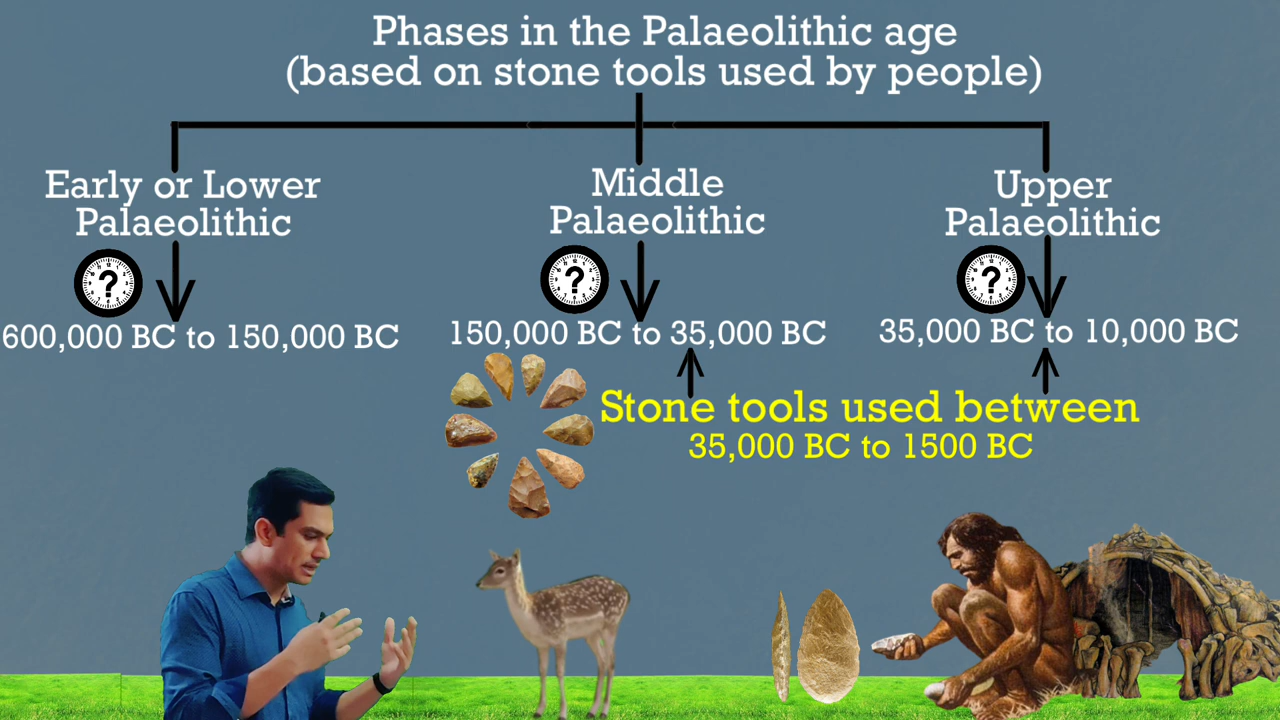 Phases in the Palaeolithic age
(based on stone tools used by people)
Early or Lower
Palaeolithic
Middle
Palaeolithic
Upper
Palaeolithic
?
?
?
600,000 BC to 150,000 BC
150,000 BC to 35,000 BC
35,000 BC to 10,000 BC
Stone tools used between
35,000 BC to 1500 BC